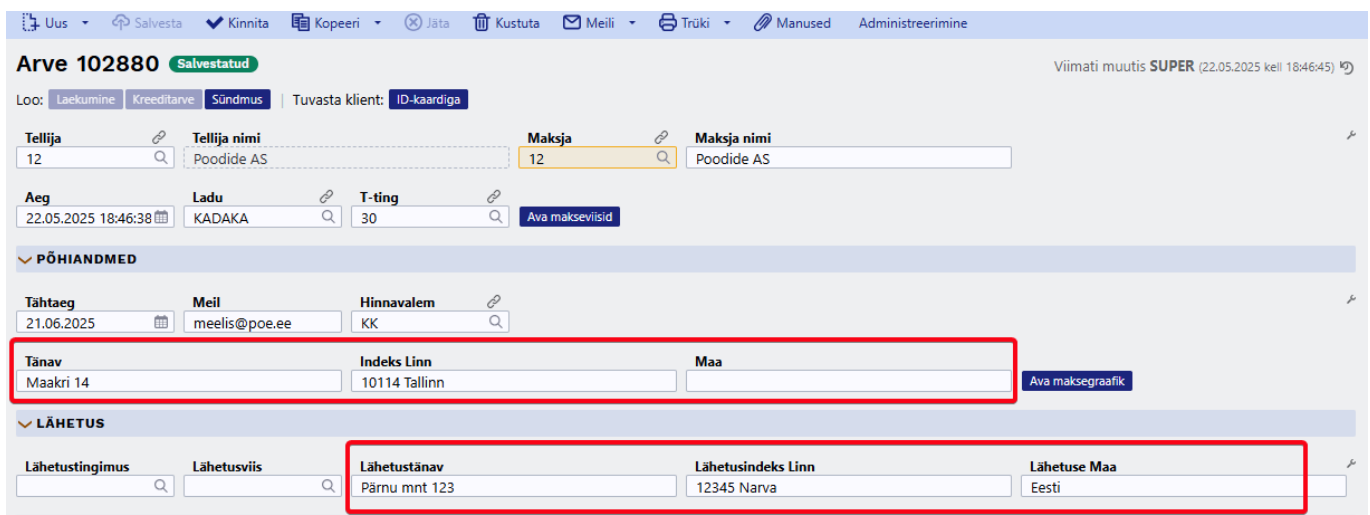 Uus Salvesta Kinnita Kopeeri Jäta Kustuta Meili Trüki Manused Administreerimine
Arve 102880 Salvestatud Viimati muutis SUPER (22.05.2025 kell 18:46:45)
Loo: Laekumine Kreeditarve Sündmus | Tuvasta klient: ID-kaardiga
Tellija Tellija nimi Maksja Maksja nimi
12 Poodide AS 12 Poodide AS
Aeg Ladu T-ting
22.05.2025 18:46:38 KADAKA 30 Ava makseviisid
PÕHIANDMED
Tähtaeg Meil Hinnavalem
21.06.2025 meelis@poe.ee KK
Tänav Indeks Linn Maa
Maakri 14 10114 Tallinn Ava maksegraafik
LÄHETUS
Lähetustingimus Lähetusviis Lähetustänav Lähetusindeks Linn Lähetuse Maa
Pärnu mnt 123 12345 Narva Eesti